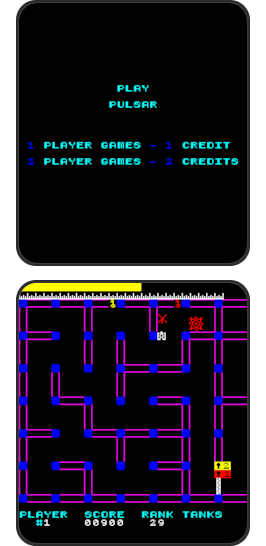 PLAY
PULSAR
1 PLAYER GAMES - 1 CREDIT
2 PLAYER GAMES - 2 CREDITS
2
PLAYER SCORE RANK TANKS
#1 00900 29